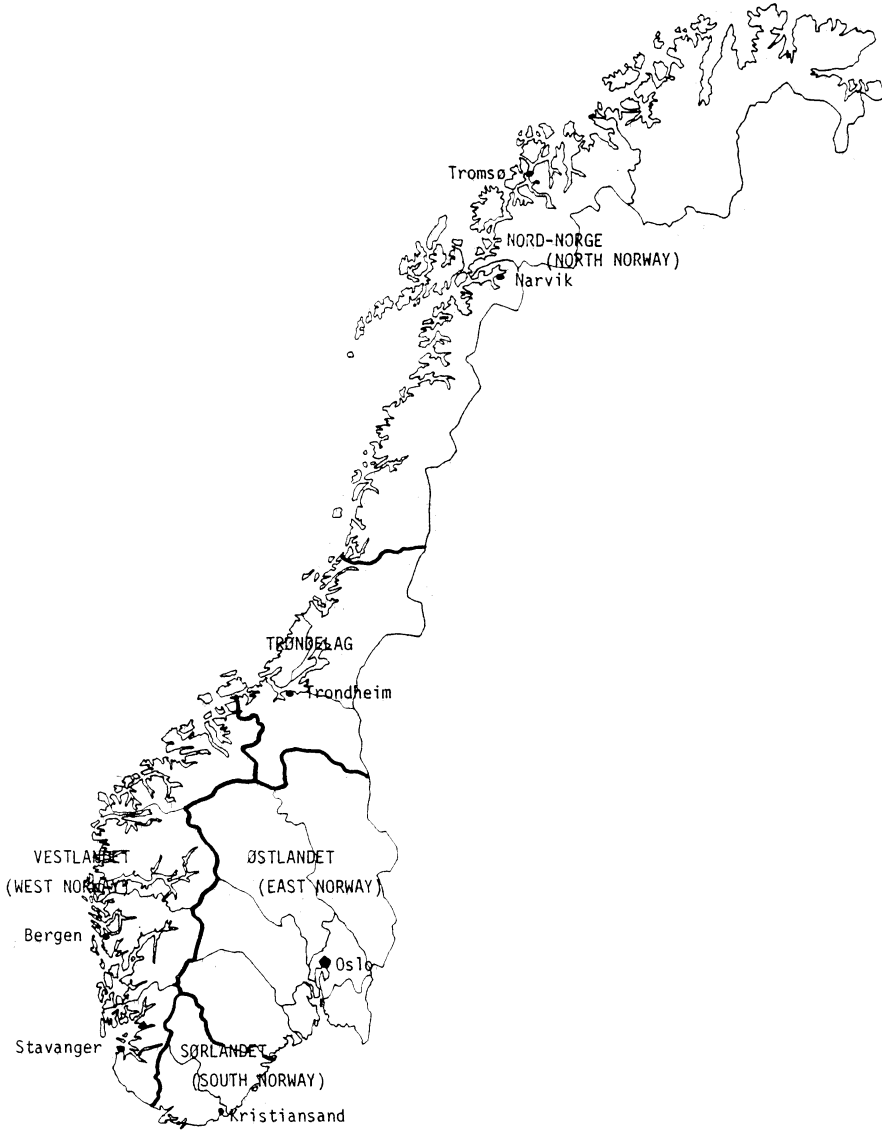 Tromsø
NORD-NORGE
(NORTH NORWAY)
Narvik
TRØNDELAG
Trondheim
VESTLANDET
(WEST NORWAY)
ØSTLANDET
(EAST NORWAY)
Bergen
Oslo
Stavanger
SØRLANDET
(SOUTH NORWAY)
Kristiansand